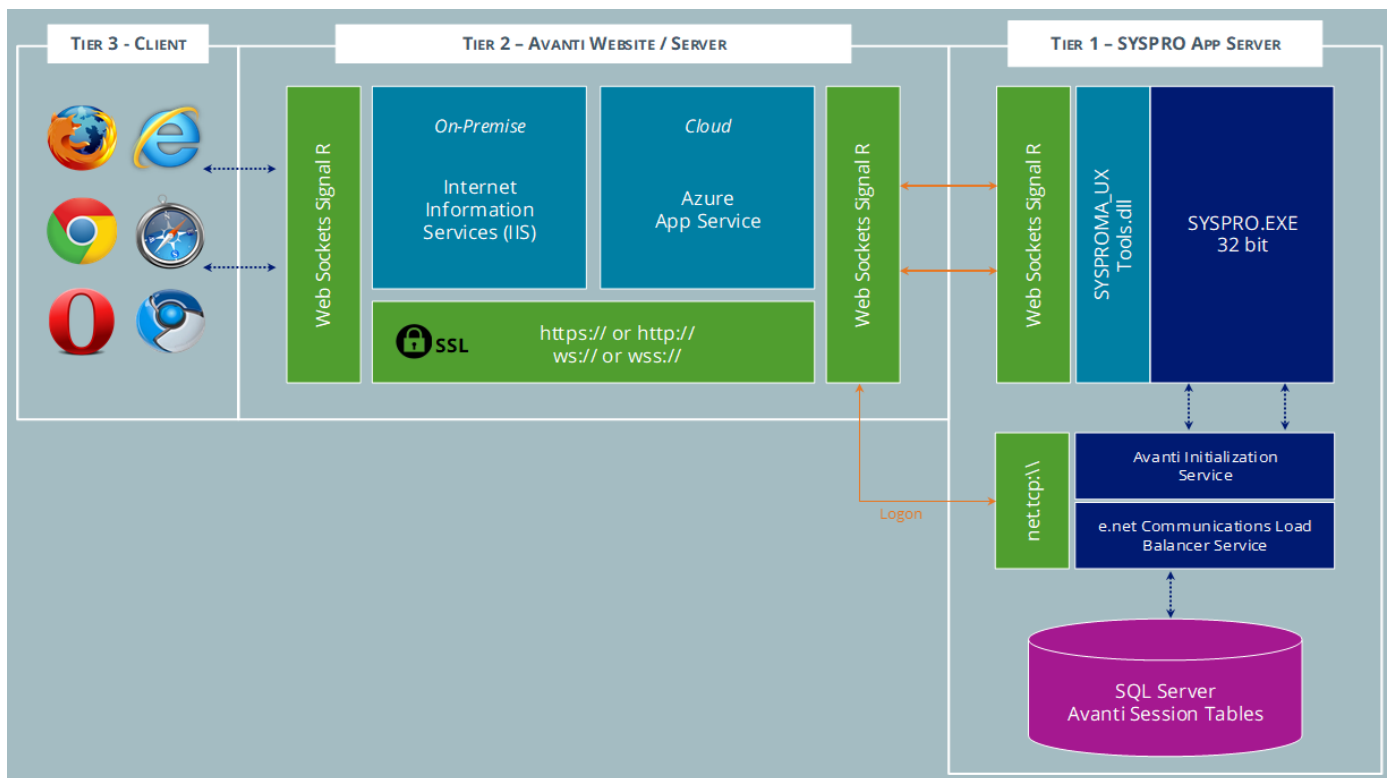 TIER 3 - CLIENT
TIER 2 – AVANTI WEBSITE / SERVER
TIER 1 – SYSPRO APP SERVER
Web Sockets Signal R
On-Premise
Internet
Information
Services (IIS)
Cloud
Azure
App Service
SSL
https:// or http://
ws:// or wss://
Web Sockets Signal R
Web Sockets Signal R
SYSPROMA_UX
Tools.dll
SYSPRO.EXE
32 bit
Logon
net.tcp:\\
Avanti Initialization
Service
e.net Communications Load
Balancer Service
SQL Server
Avanti Session Tables